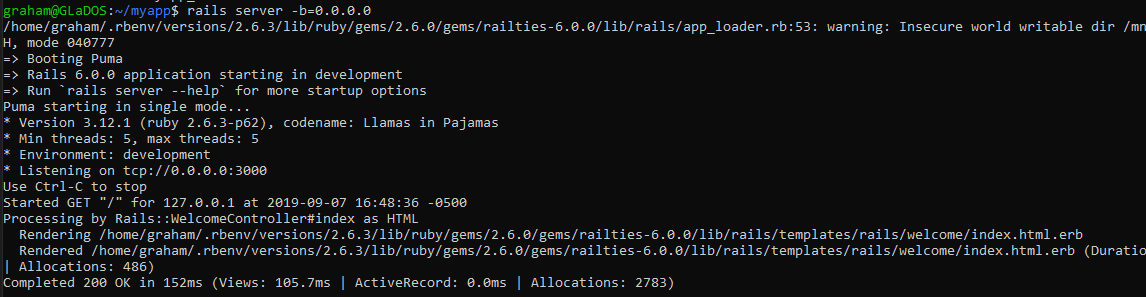 graham@GLaDOS:~/myapp$ rails server -b=0.0.0.0
/home/graham/.rbenv/versions/2.6.3/lib/ruby/gems/2.6.0/gems/railties-6.0.0/lib/rails/app_loader.rb:53: warning: Insecure world writable dir /mn
H, mode 040777
=> Booting Puma
=> Rails 6.0.0 application starting in development
=> Run `rails server --help` for more startup options
Puma starting in single mode...
* Version 3.12.1 (ruby 2.6.3-p62), codename: Llamas in Pajamas
* Min threads: 5, max threads: 5
* Environment: development
* Listening on tcp://0.0.0.0:3000
Use Ctrl-C to stop
Started GET "/" for 127.0.0.1 at 2019-09-07 16:48:36 -0500
Processing by Rails::WelcomeController#index as HTML
  Rendering /home/graham/.rbenv/versions/2.6.3/lib/ruby/gems/2.6.0/gems/railties-6.0.0/lib/rails/templates/rails/welcome/index.html.erb
  Rendered /home/graham/.rbenv/versions/2.6.3/lib/ruby/gems/2.6.0/gems/railties-6.0.0/lib/rails/templates/rails/welcome/index.html.erb (Duratio
| Allocations: 486)
Completed 200 OK in 152ms (Views: 105.7ms | ActiveRecord: 0.0ms | Allocations: 2783)